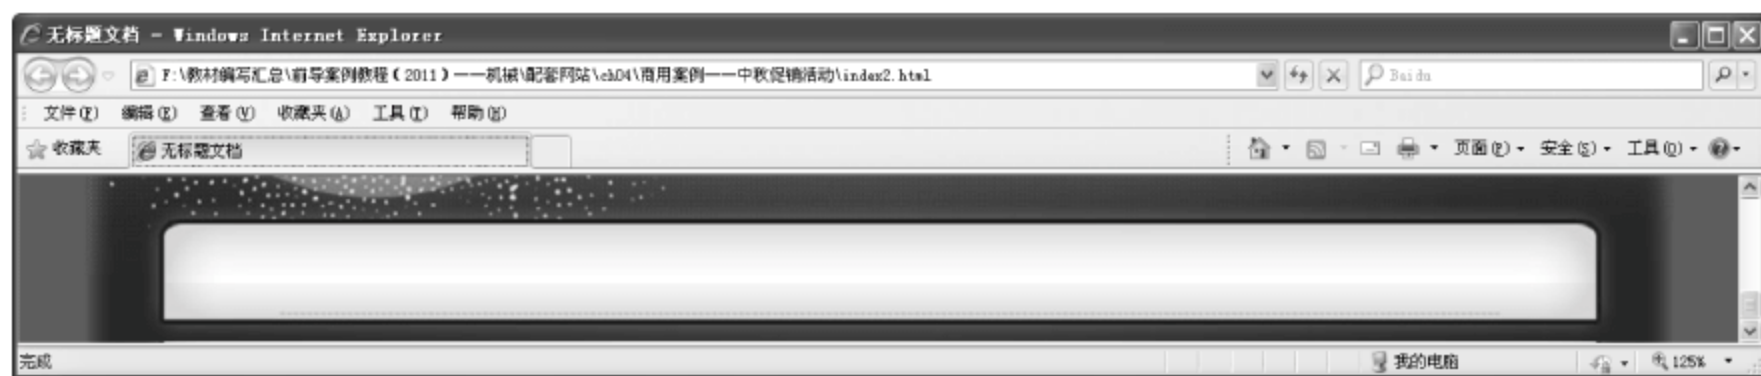 无标题文档 - Windows Internet Explorer
F:\教材编写汇总\前导案例教程（2011）——机械\配套网站\ch04\商用案例——中秋促销活动\index2.html
Baidu
文件(F) 编辑(E) 查看(V) 收藏夹(A) 工具(T) 帮助(H)
收藏夹 无标题文档 页面(P) 安全(S) 工具(O)
完成 我的电脑 125%